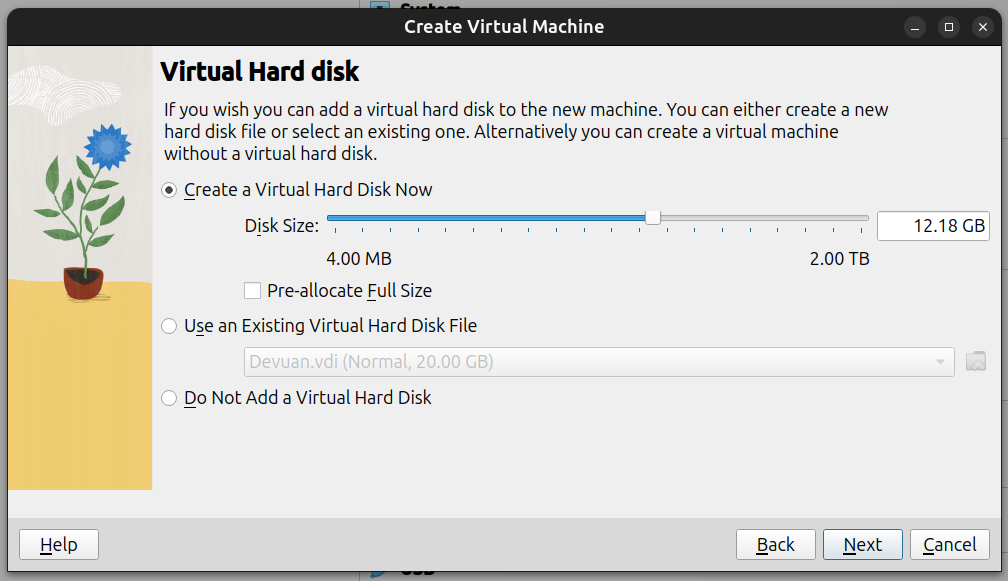 Create Virtual Machine
Virtual Hard disk
If you wish you can add a virtual hard disk to the new machine. You can either create a new
hard disk file or select an existing one. Alternatively you can create a virtual machine
without a virtual hard disk.
Create a Virtual Hard Disk Now
Disk Size:
12.18 GB
4.00 MB
2.00 TB
Pre-allocate Full Size
Use an Existing Virtual Hard Disk File
Devuan.vdi (Normal, 20.00 GB)
Do Not Add a Virtual Hard Disk
Help
Back
Next
Cancel